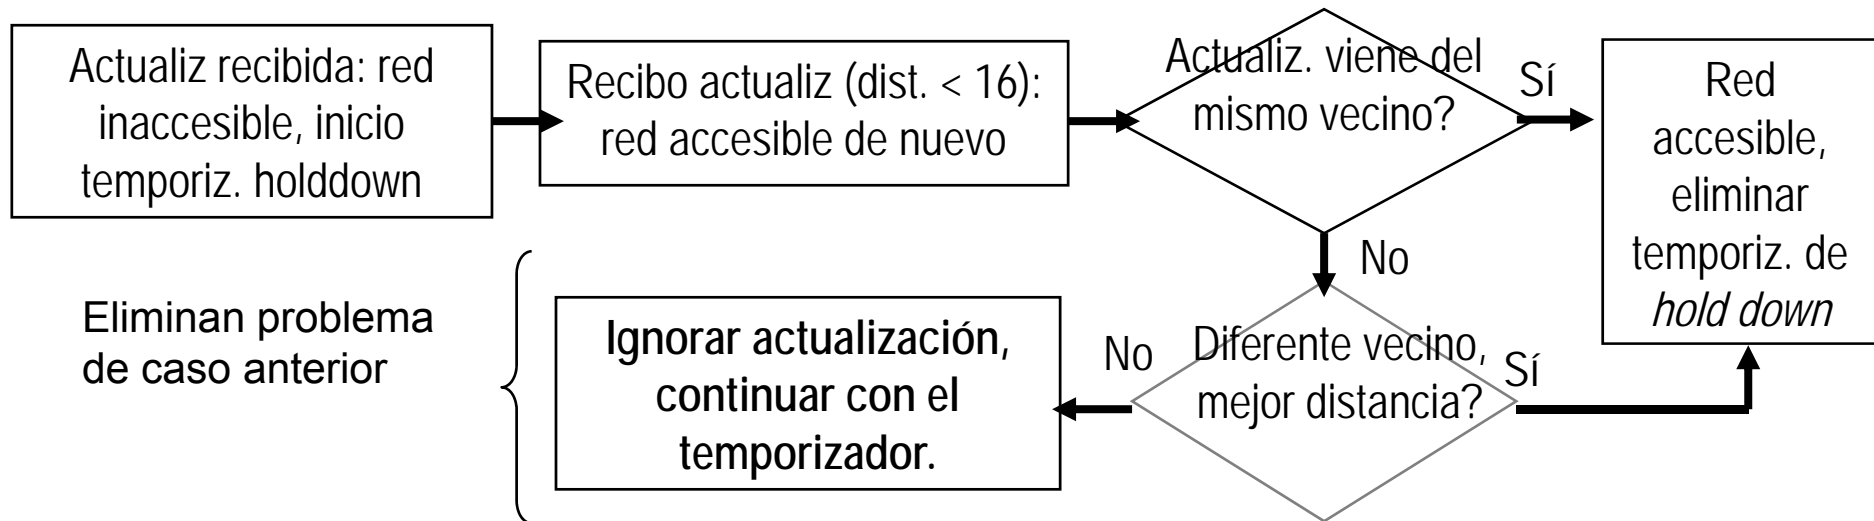 Actualiz recibida: red
inaccesible, inicio
temporiz. holddown
Recibo actualiz (dist. < 16):
red accesible de nuevo
Actualiz. viene del
mismo vecino?
Sí
Red
accesible,
eliminar
temporiz. de
hold down
No
Diferente vecino,
mejor distancia?
Sí
No
Ignorar actualización,
continuar con el
temporizador.
Eliminan problema
de caso anterior